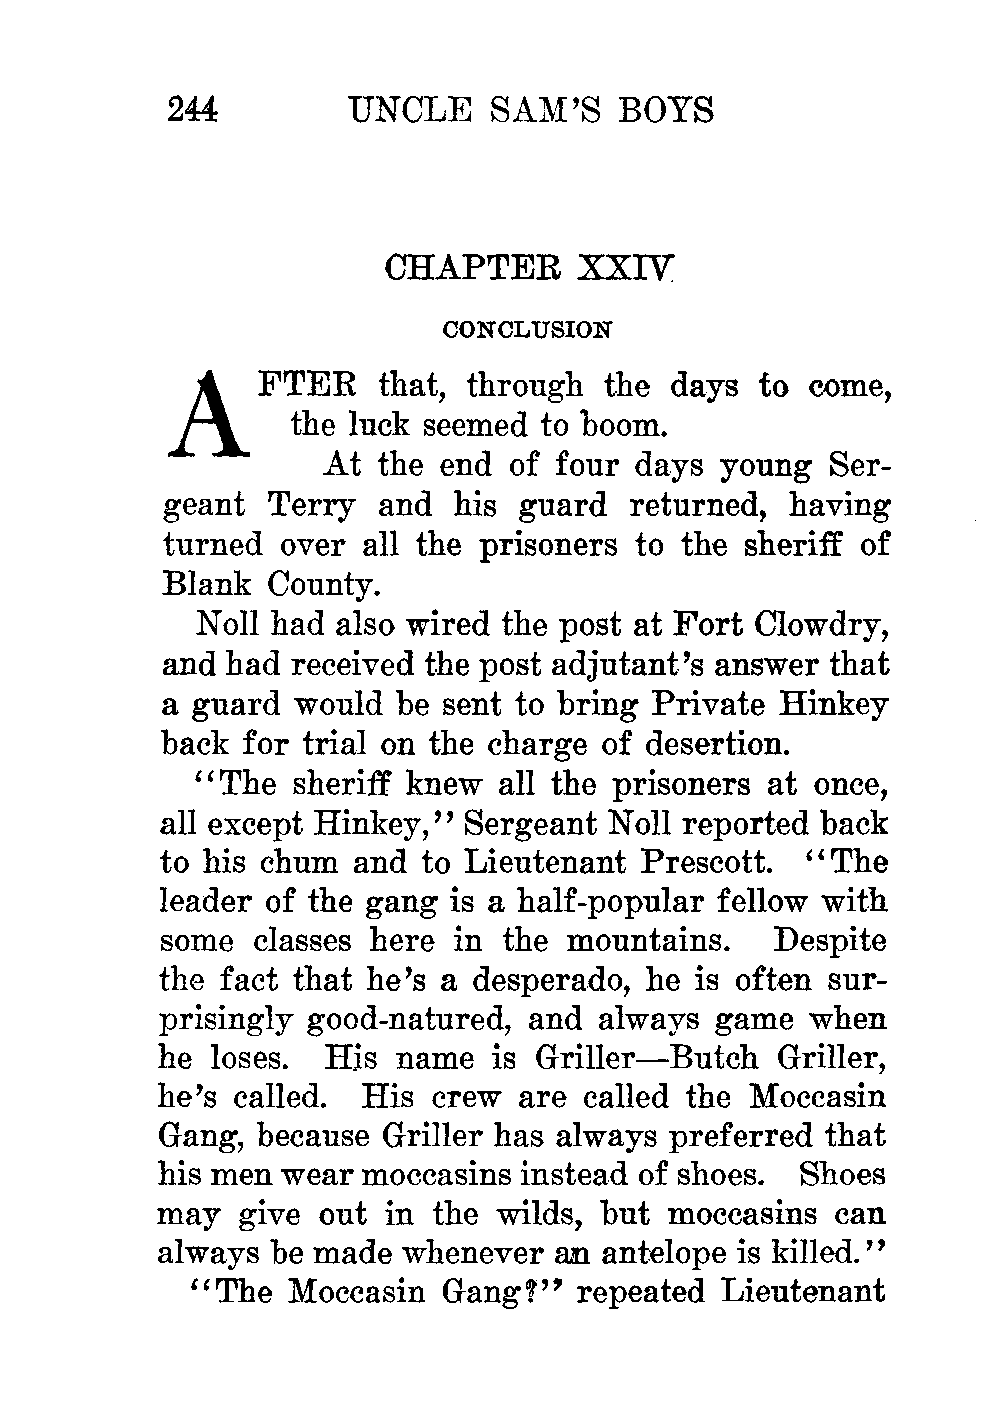 244 UNCLE SAM'S BOYS
CHAPTER XXIV
CONCLUSION
AFTER that, through the days to come,
the luck seemed to boom.
At the end of four days young Ser-
geant Terry and his guard returned, having
turned over all the prisoners to the sheriff of
Blank County.
Noll had also wired the post at Fort Clowdry,
and had received the post adjutant's answer that
a guard would be sent to bring Private Hinkey
back for trial on the charge of desertion.
"The sheriff knew all the prisoners at once,
all except Hinkey," Sergeant Noll reported back
to his chum and to Lieutenant Prescott. "The
leader of the gang is a half-popular fellow with
some classes here in the mountains. Despite
the fact that he's a desperado, he is often sur-
prisingly good-natured, and always game when
he loses. His name is Griller—Butch Griller,
he's called. His crew are called the Moccasin
Gang, because Griller has always preferred that
his men wear moccasins instead of shoes. Shoes
may give out in the wilds, but moccasins can
always be made whenever an antelope is killed."
"The Moccasin Gang?" repeated Lieutenant